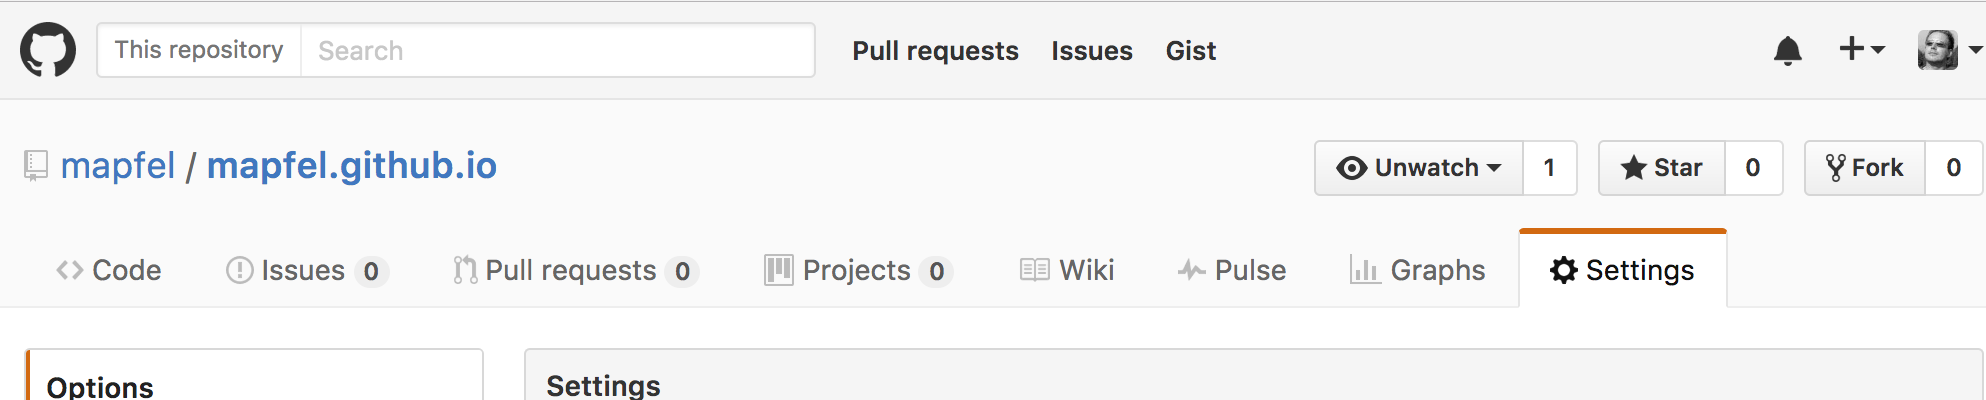 This repository Search Pull requests Issues Gist
mapfel / mapfel.github.io Unwatch 1 Star 0 Fork 0
Code Issues 0 Pull requests 0 Projects 0 Wiki Pulse Graphs Settings
Options Settings